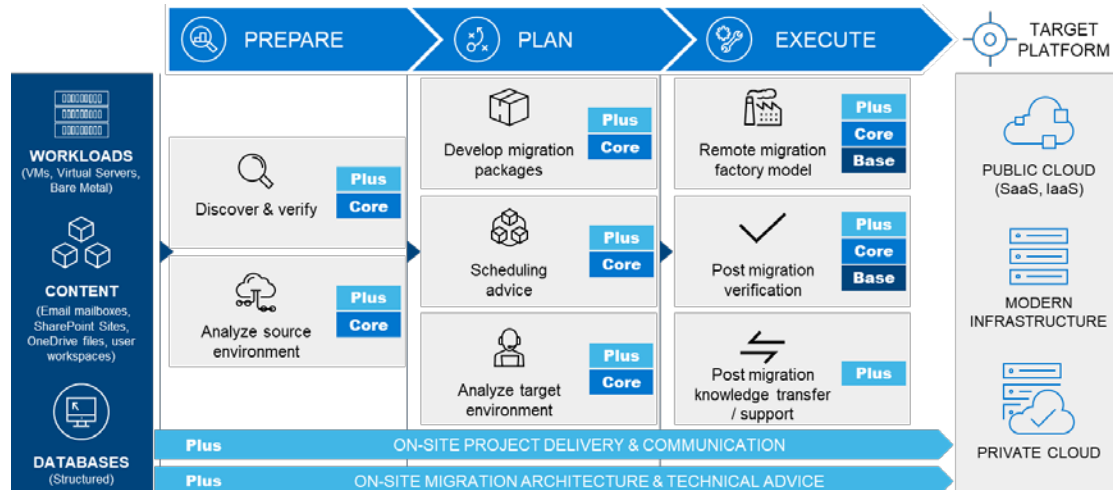 PREPARE
PLAN
EXECUTE
TARGET
PLATFORM
WORKLOADS
(VMs, Virtual Servers,
Bare Metal)
CONTENT
(Email mailboxes,
SharePoint Sites,
OneDrive files, user
workspaces)
DATABASES
(Structured)
Discover & verify
Plus
Core
Analyze source
environment
Plus
Core
Develop migration
packages
Plus
Core
Scheduling
advice
Plus
Core
Analyze target
environment
Plus
Core
Remote migration
factory model
Plus
Core
Base
Post migration
verification
Plus
Core
Base
Post migration
knowledge transfer
/ support
Plus
Plus ON-SITE PROJECT DELIVERY & COMMUNICATION
Plus ON-SITE MIGRATION ARCHITECTURE & TECHNICAL ADVICE
PUBLIC CLOUD
(SaaS, IaaS)
MODERN
INFRASTRUCTURE
PRIVATE CLOUD